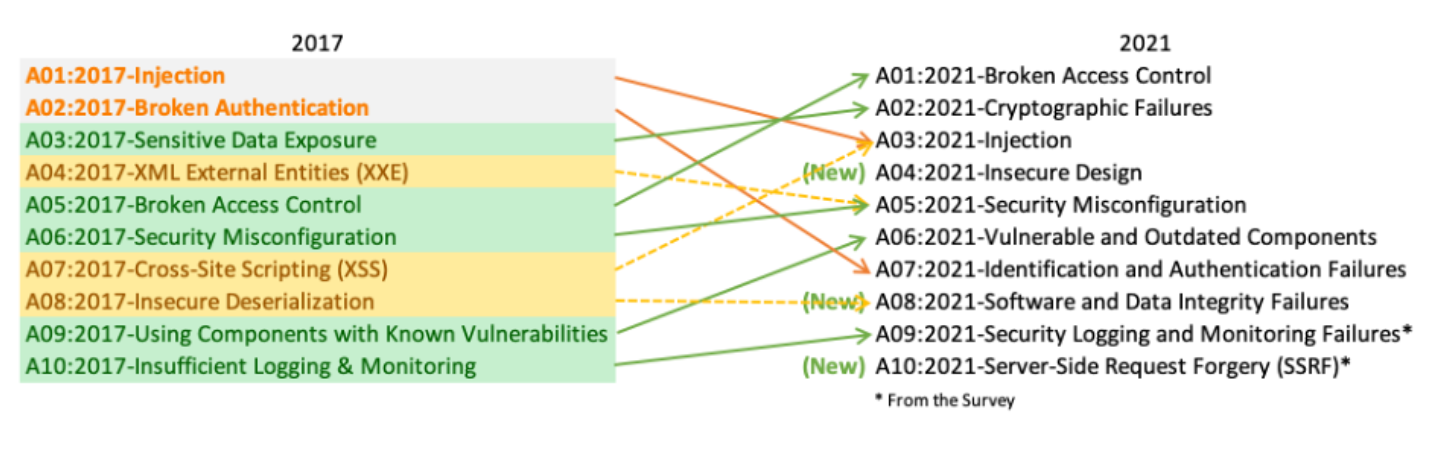 2017
A01:2017-Injection
A02:2017-Broken Authentication
A03:2017-Sensitive Data Exposure
A04:2017-XML External Entities (XXE)
A05:2017-Broken Access Control
A06:2017-Security Misconfiguration
A07:2017-Cross-Site Scripting (XSS)
A08:2017-Insecure Deserialization
A09:2017-Using Components with Known Vulnerabilities
A10:2017-Insufficient Logging & Monitoring
2021
A01:2021-Broken Access Control
A02:2021-Cryptographic Failures
A03:2021-Injection
(New) A04:2021-Insecure Design
A05:2021-Security Misconfiguration
A06:2021-Vulnerable and Outdated Components
A07:2021-Identification and Authentication Failures
(New) A08:2021-Software and Data Integrity Failures
A09:2021-Security Logging and Monitoring Failures*
(New) A10:2021-Server-Side Request Forgery (SSRF)*
* From the Survey